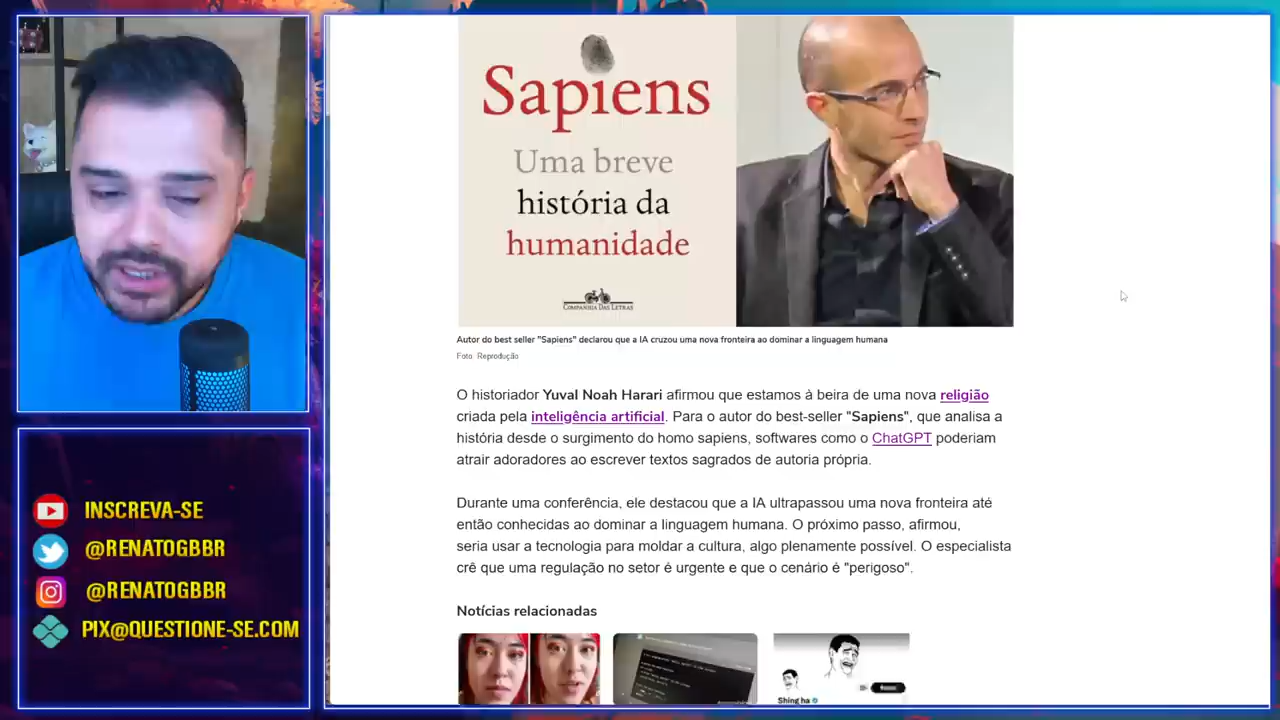 Sapiens
Uma breve
história da
humanidade
COMPANHIA DAS LETRAS
Autor do best seller "Sapiens" declarou que a IA cruzou uma nova fronteira ao dominar a linguagem humana
Foto Reprodução
O historiador Yuval Noah Harari afirmou que estamos à beira de uma nova religião
criada pela inteligência artificial. Para o autor do best-seller "Sapiens", que analisa a
história desde o surgimento do homo sapiens, softwares como o ChatGPT poderiam
atrair adoradores ao escrever textos sagrados de autoria própria.
Durante uma conferência, ele destacou que a IA ultrapassou uma nova fronteira até
então conhecidas ao dominar a linguagem humana. O próximo passo, afirmou,
seria usar a tecnologia para moldar a cultura, algo plenamente possível. O especialista
crê que uma regulação no setor é urgente e que o cenário é "perigoso".
Notícias relacionadas
Shing ha
INSCREVA-SE
@RENATOGBBR
@RENATOGBBR
PIX@QUESTIONE-SE.COM